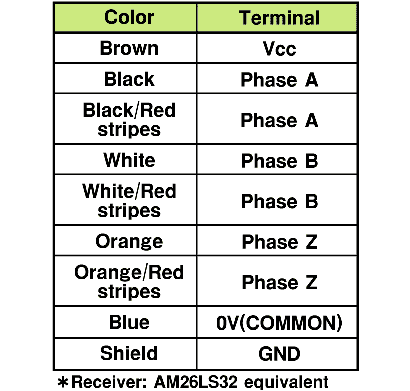 Color Terminal
Brown Vcc
Black Phase A
Black/Red
stripes Phase A
White Phase B
White/Red
stripes Phase B
Orange Phase Z
Orange/Red
stripes Phase Z
Blue 0V(COMMON)
Shield GND
*Receiver: AM26LS32 equivalent